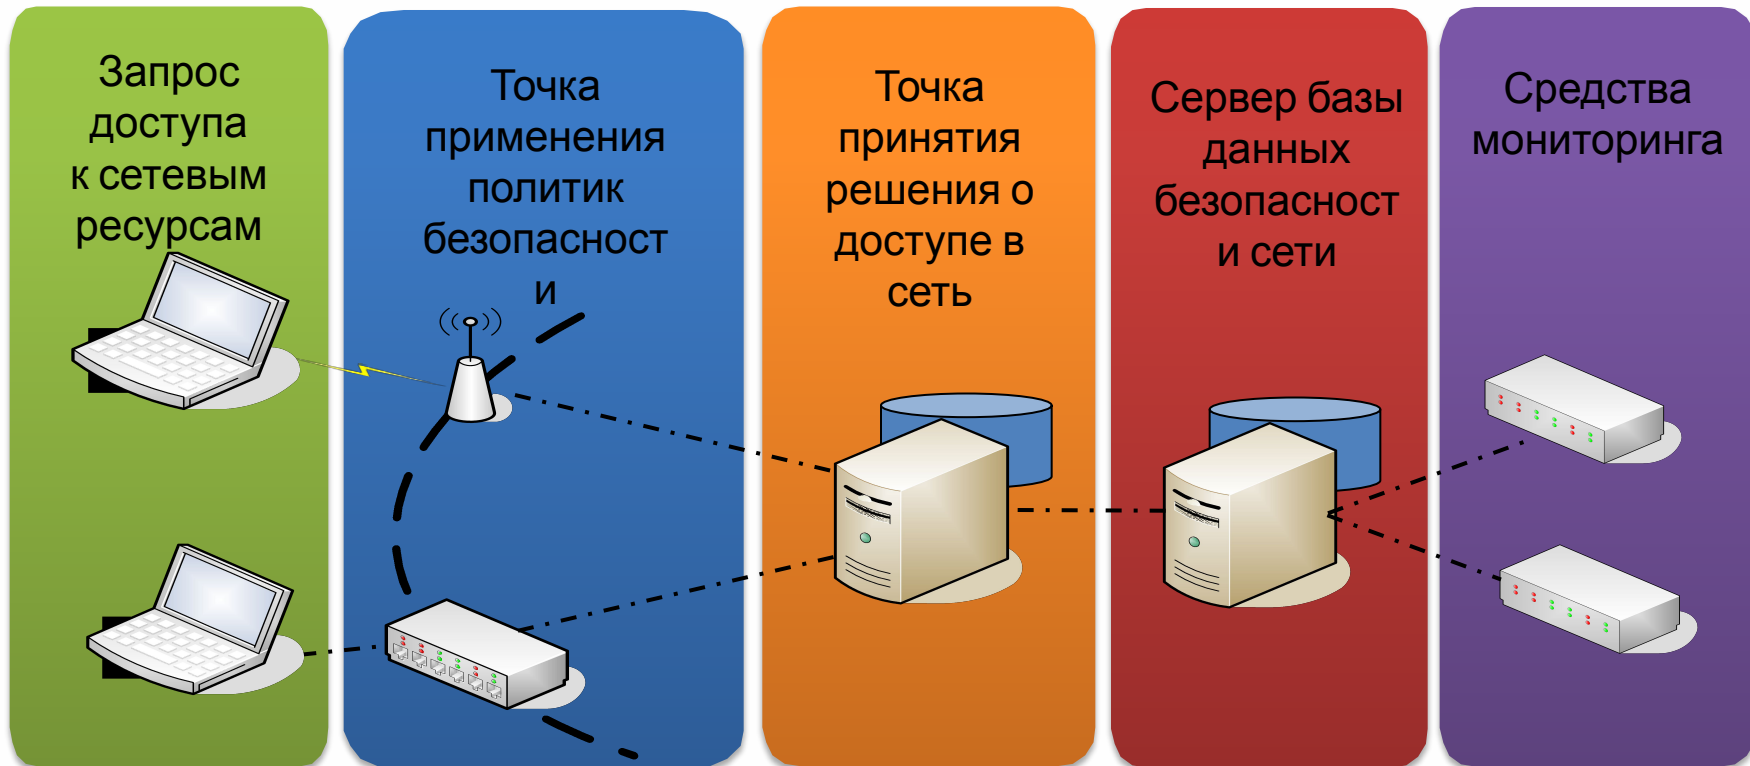 Запрос
доступа
к сетевым
ресурсам
Точка
применения
политик
безопасност
и
Точка
принятия
решения о
доступе в
сеть
Сервер базы
данных
безопасност
и сети
Средства
мониторинга